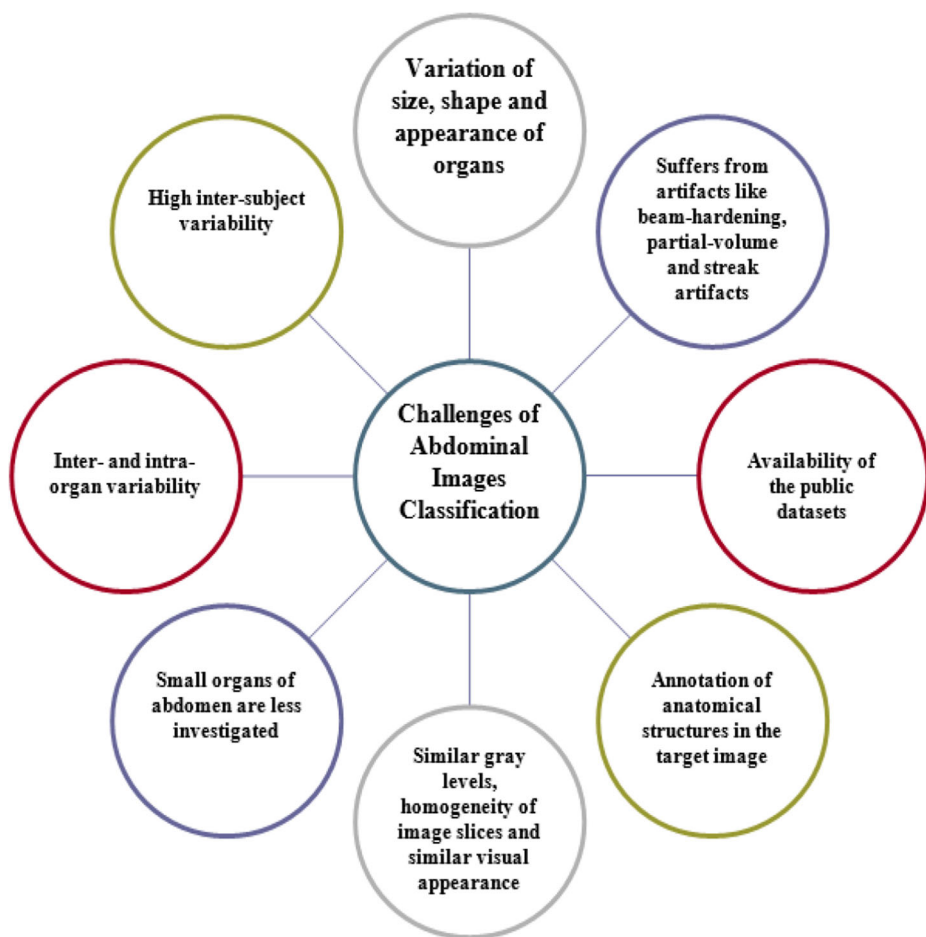 Variation of
size, shape and
appearance of
organs
Suffers from
artifacts like
beam-hardening,
partial-volume
and streak
artifacts
Availability of
the public
datasets
Annotation of
anatomical
structures in the
target image
Similar gray
levels,
homogeneity of
image slices and
similar visual
appearance
Small organs of
abdomen are less
investigated
Inter- and intra-
organ variability
High inter-subject
variability
Challenges of
Abdominal
Images
Classification